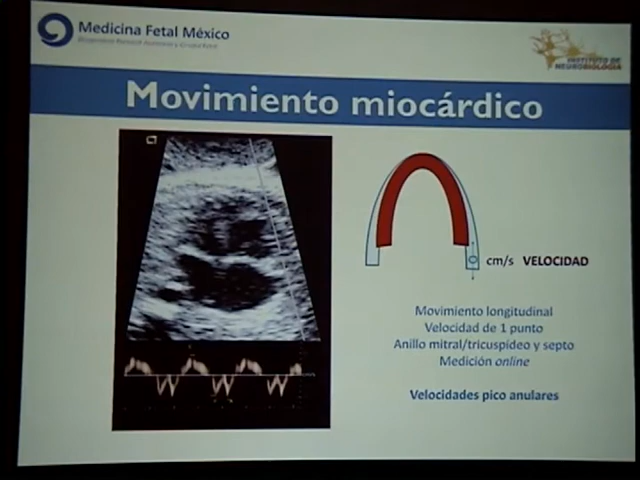 Medicina Fetal México
INSTITUTO DE
NEUROBIOLOGÍA
Movimiento miocárdico
cm/s VELOCIDAD
Movimiento longitudinal
Velocidad de 1 punto
Anillo mitral/tricuspídeo y septo
Medición online
Velocidades pico anulares